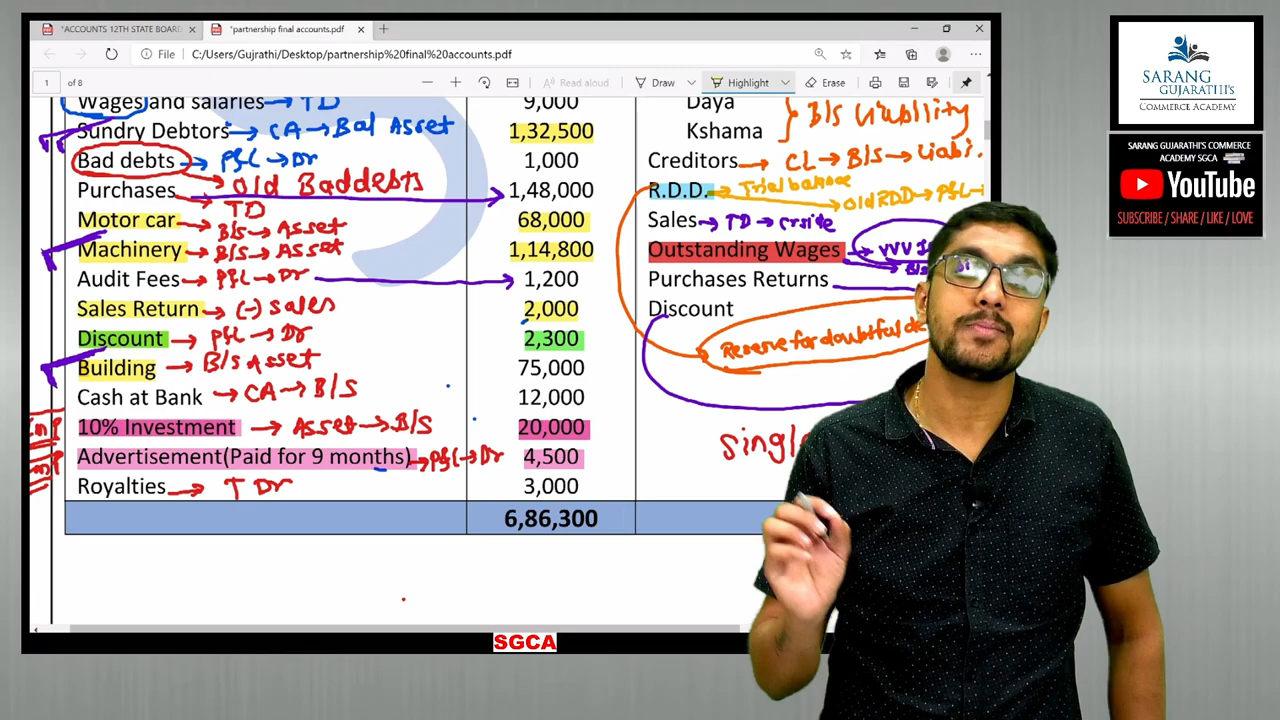 "ACCOUNTS 12TH STATE BOARD
"partnership final accounts.pdf
File C:/Users/Gujrathi/Desktop/partnership%20final%20accounts.pdf
1 of 8 Read aloud Draw Highlight Erase
Wages and salaries → TD 9,000
Sundry Debtors → CA → Bal Asset 1,32,500
Bad debts → P&L → Dr 1,000
→ Old Baddebts
Purchases → TD 1,48,000
Motor car → B/S → Asset 68,000
Machinery → B/S → Asset 1,14,800
Audit Fees → P&L → Dr 1,200
Sales Return → (-) Sales 2,000
Discount → P&L → Dr 2,300
Building → B/S Asset 75,000
Cash at Bank → CA → B/S 12,000
Imp 10% Investment → Asset → B/S 20,000
Imp Advertisement(Paid for 9 months) → P&L → Dr 4,500
Royalties → T Dr 3,000
6,86,300
Daya
Kshama } B/S Liability
Creditors → CL → B/S → Liabi.
R.D.D. → Trial balance
→ Old RDD → P&L
Sales → TD → crside
Outstanding Wages → VVV
B/S
Purchases Returns
Discount
Reserve for doubtful
SGCA
SARANG
GUJARATHI'S
COMMERCE ACADEMY
SARANG GUJARATHI'S COMMERCE
ACADEMY SGCA
YouTube
SUBSCRIBE / SHARE / LIKE / LOVE